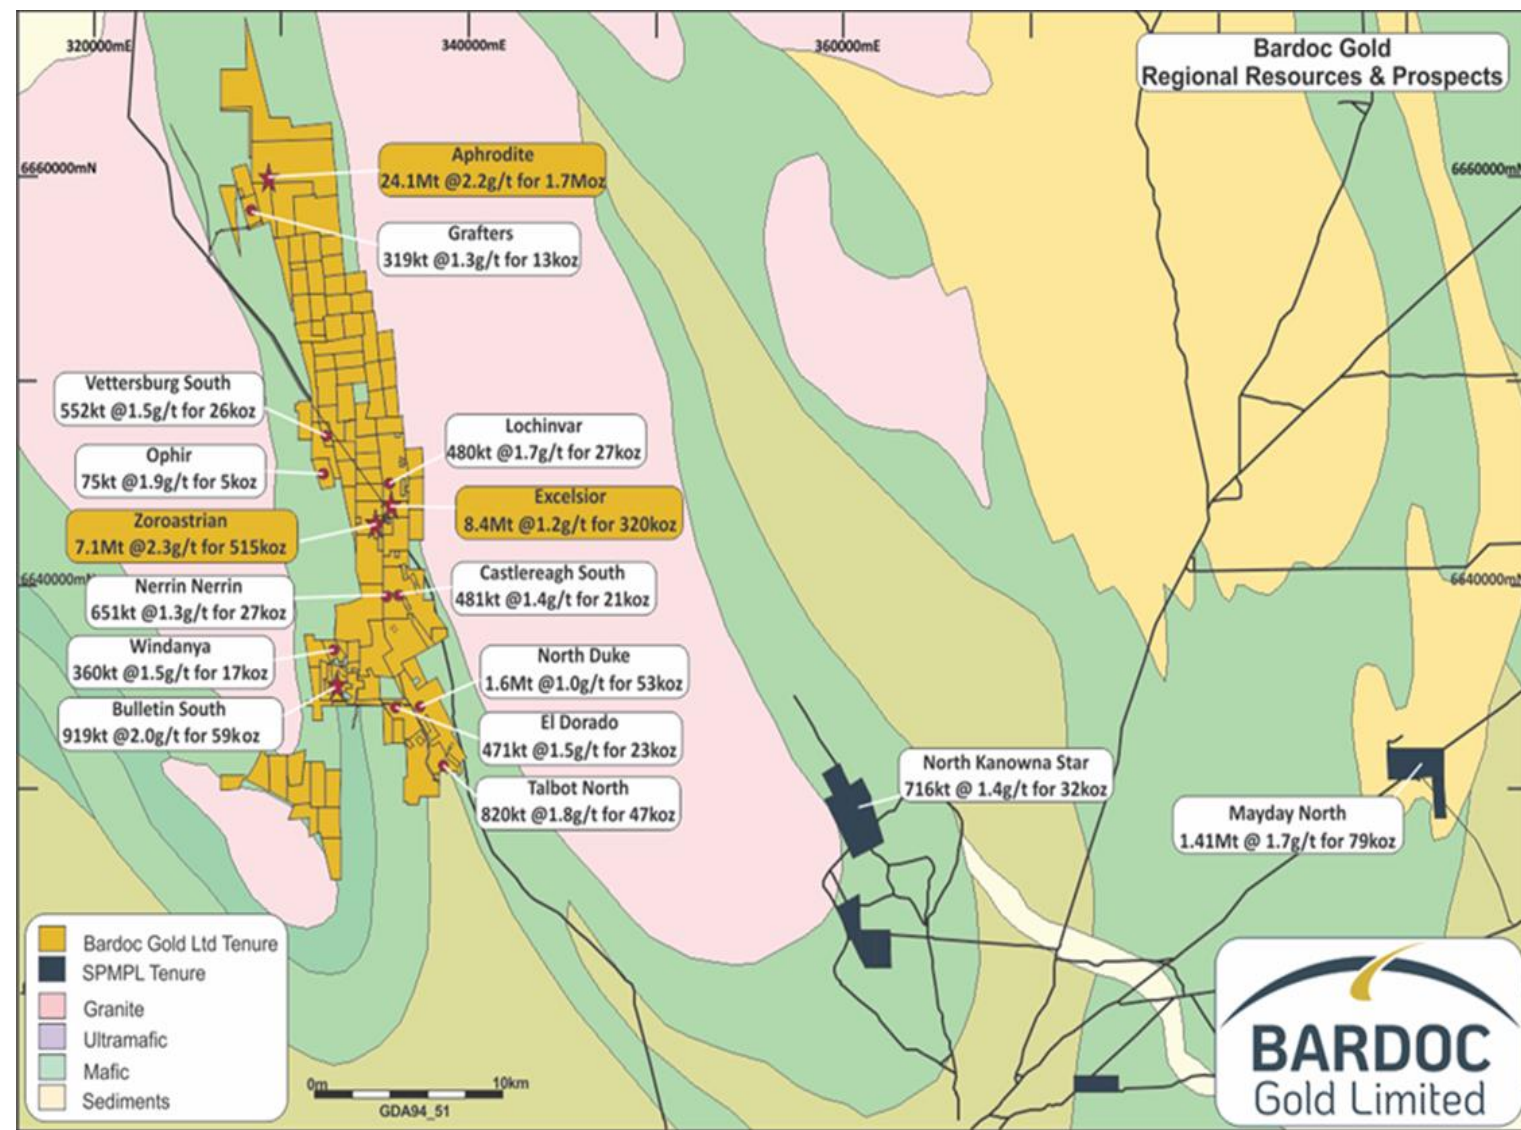 320000mE
340000mE
360000mE
Bardoc Gold
Regional Resources & Prospects
6660000mN
6660000mN
Aphrodite
24.1Mt @2.2g/t for 1.7Moz
Grafters
319kt @1.3g/t for 13koz
Vettersburg South
552kt @1.5g/t for 26koz
Lochinvar
480kt @1.7g/t for 27koz
Ophir
75kt @1.9g/t for 5koz
Excelsior
8.4Mt @1.2g/t for 320koz
Zoroastrian
7.1Mt @2.3g/t for 515koz
6640000mN
6640000mN
Nerrin Nerrin
651kt @1.3g/t for 27koz
Castlereagh South
481kt @1.4g/t for 21koz
Windanya
360kt @1.5g/t for 17koz
North Duke
1.6Mt @1.0g/t for 53koz
Bulletin South
919kt @2.0g/t for 59koz
El Dorado
471kt @1.5g/t for 23koz
Talbot North
820kt @1.8g/t for 47koz
North Kanowna Star
716kt @ 1.4g/t for 32koz
Mayday North
1.41Mt @ 1.7g/t for 79koz
Bardoc Gold Ltd Tenure
SPMPL Tenure
Granite
Ultramafic
Mafic
Sediments
0m
10km
GDA94_51
BARDOC
Gold Limited